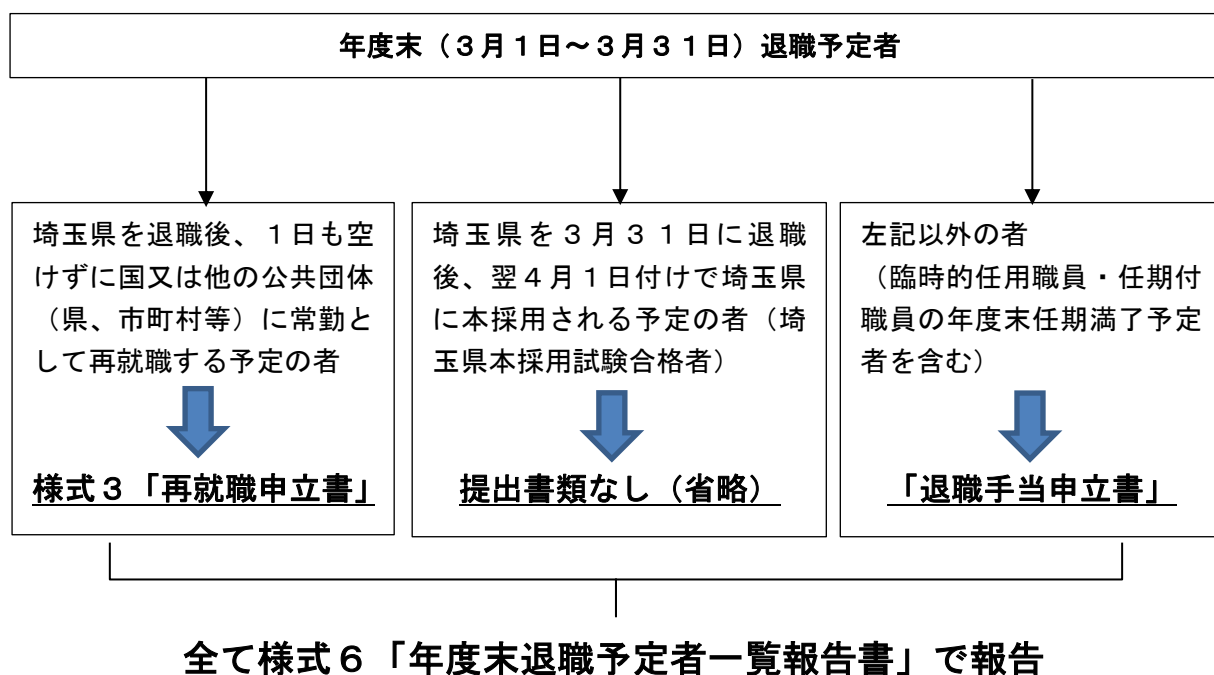 年度末（３月１日～３月３１日）退職予定者
埼玉県を退職後、１日も空
けずに国又は他の公共団体
（県、市町村等）に常勤と
して再就職する予定の者
様式３「再就職申立書」
埼玉県を３月３１日に退職
後、翌４月１日付けで埼玉県
に本採用される予定の者（埼
玉県本採用試験合格者）
提出書類なし（省略）
左記以外の者
（臨時的任用職員・任期付
職員の年度末任期満了予定
者を含む）
「退職手当申立書」
全て様式６「年度末退職予定者一覧報告書」で報告